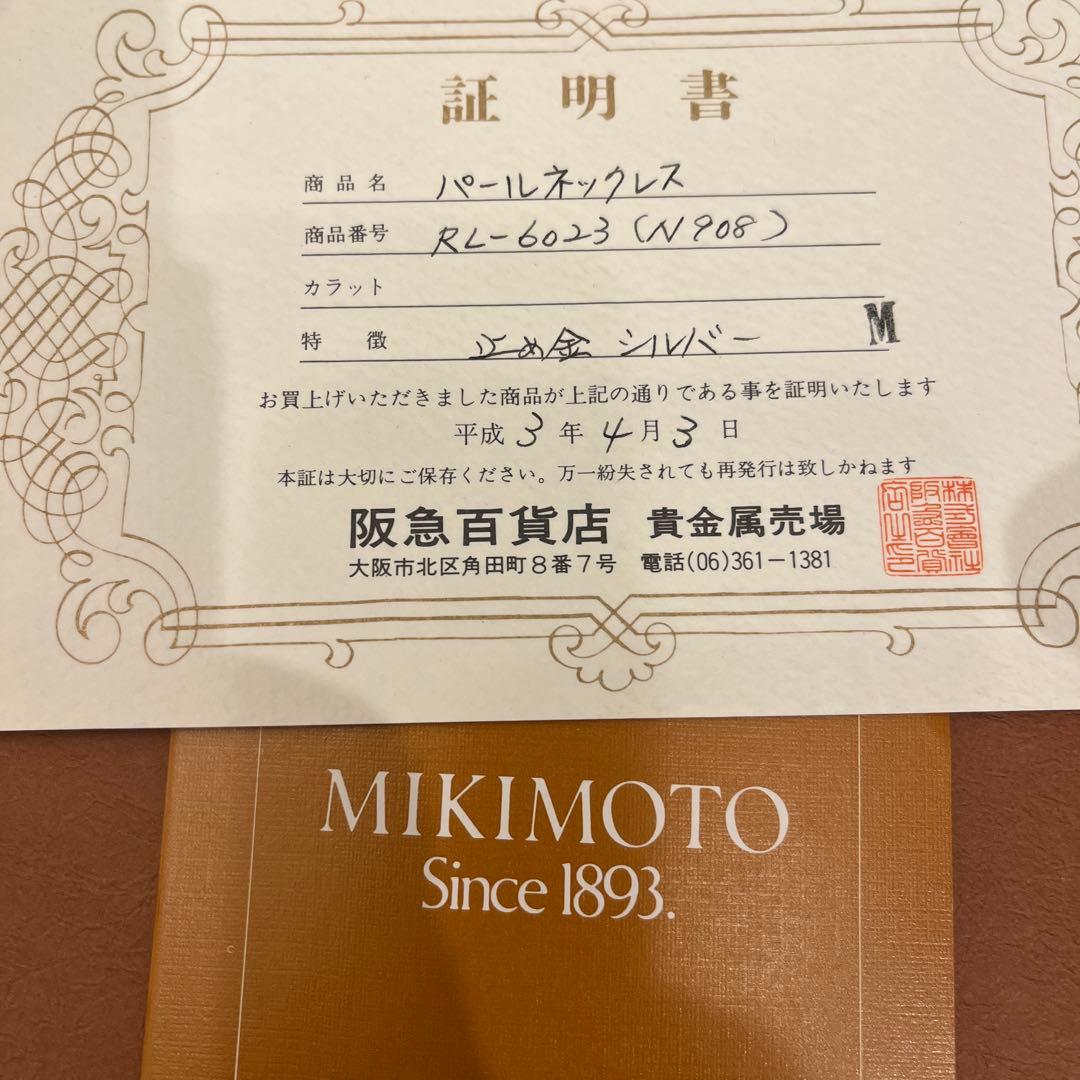 証明書
商品名 パールネックレス
商品番号 RL-6023(N908)
カラット
特徴 止め金 シルバー M
お買上げいただきました商品が上記の通りである事を証明いたします
平成3年4月3日
本証は大切にご保存ください。万一紛失されても再発行は致しかねます
阪急百貨店 貴金属売場
大阪市北区角田町8番7号 電話(06)361-1381
MIKIMOTO
Since 1893.